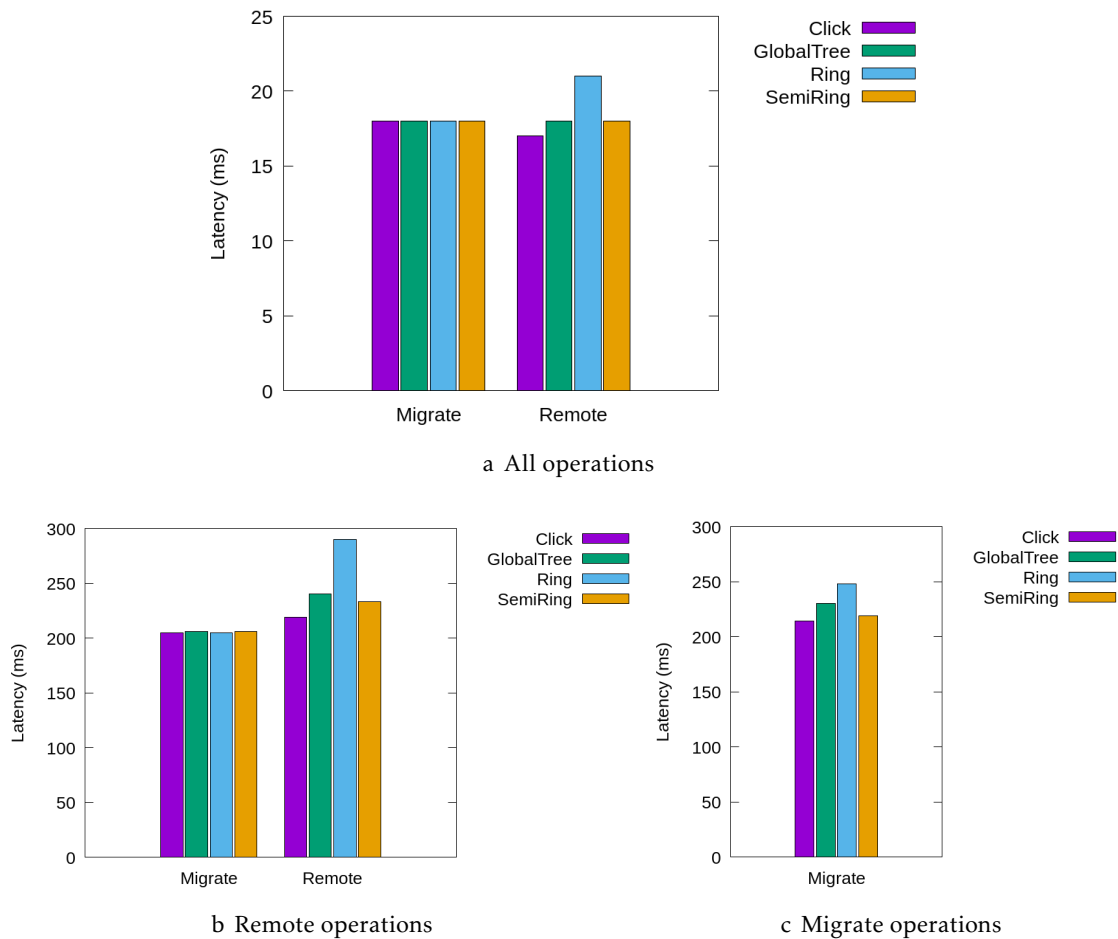 25
20
15
10
5
0
Latency (ms)
Migrate
Remote
Click
GlobalTree
Ring
SemiRing
a All operations
300
250
200
150
100
50
0
Latency (ms)
Migrate
Remote
Click
GlobalTree
Ring
SemiRing
b Remote operations
300
250
200
150
100
50
0
Latency (ms)
Migrate
Click
GlobalTree
Ring
SemiRing
c Migrate operations